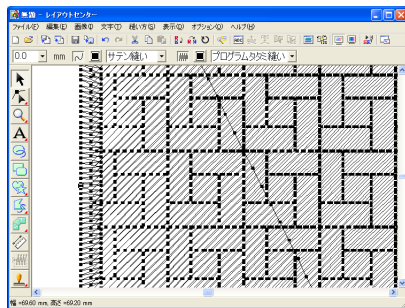 無題 - レイアウトセンター
ファイル(F) 編集(E) 画像(I) 文字(T) 縫い方(S) 表示(D) オプション(O) ヘルプ(H)
0.0 mm サテン縫い プログラムタタミ縫い
A
幅 +69.60 mm, 高さ +69.20 mm